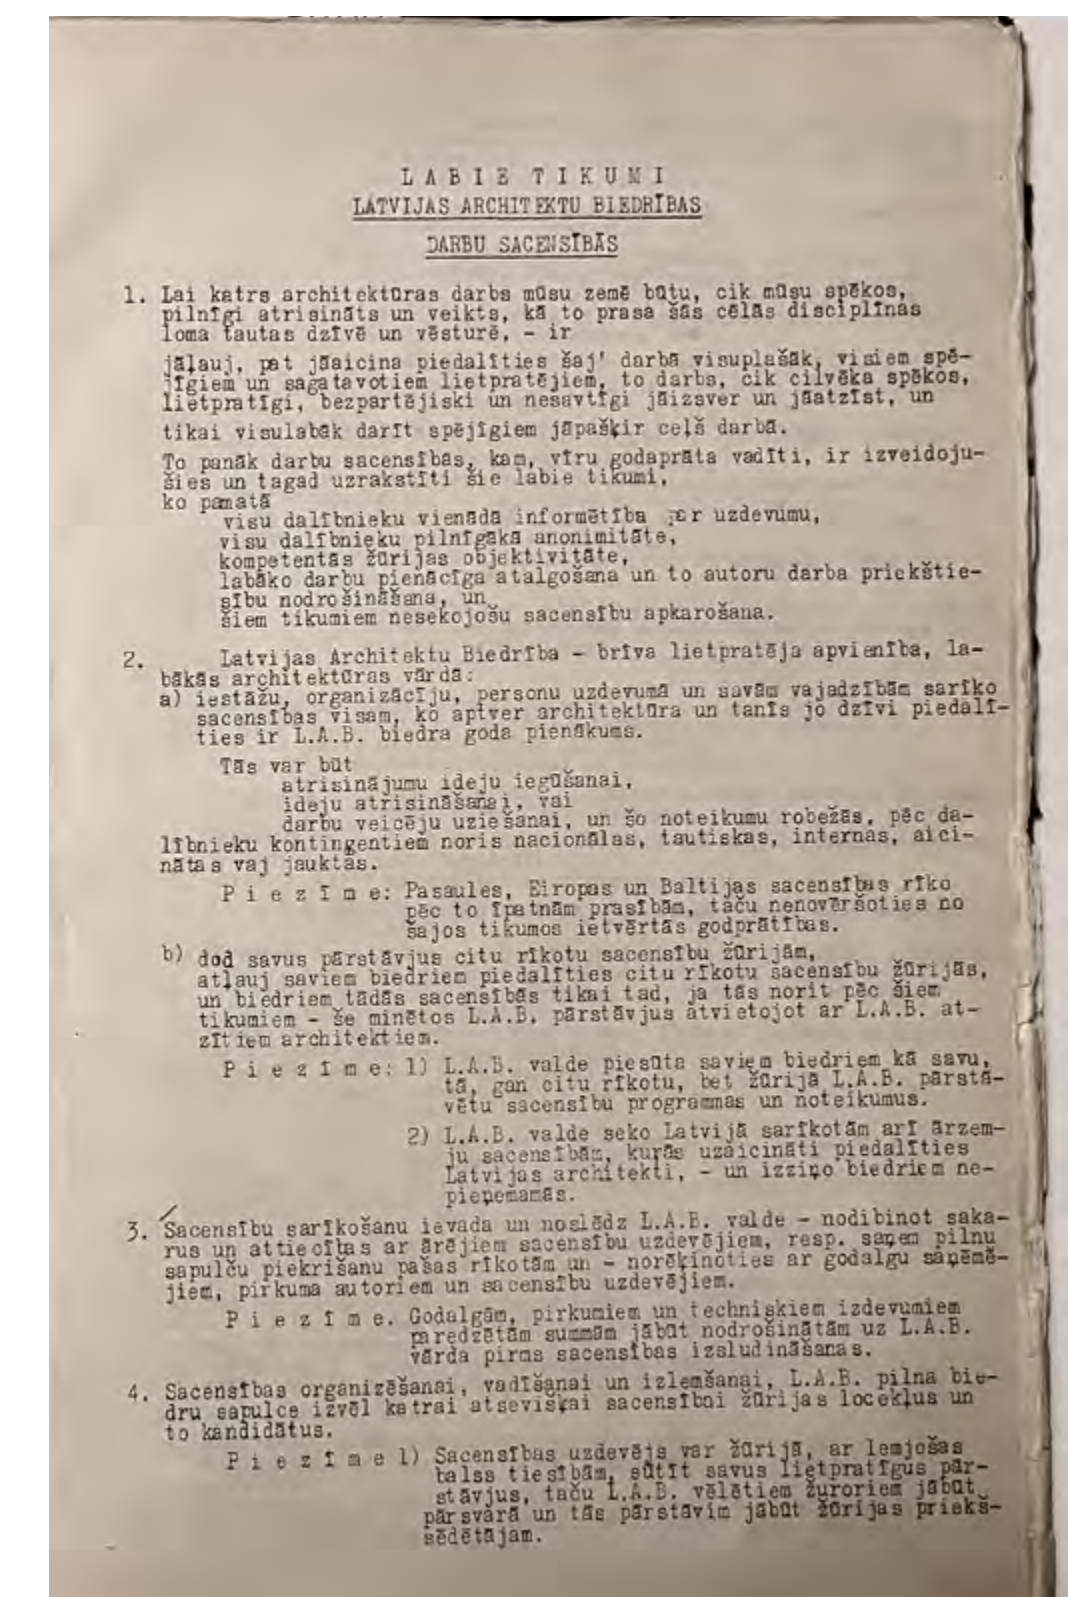 LABIE TIKUMI
LATVIJAS ARCHITEKTU BIEDRĪBAS
DARBU SACENSĪBĀS
1. Lai katrs architektūras darbs mūsu zemē būtu, cik mūsu spēkos,
pilnīgi atrisināts un veikts, kā to prasa šās cēlās disciplīnas
loma tautas dzīvē un vēsturē, - ir
jāļauj, pat jāaicina piedalīties šaj' darbā visuplašāk, visiem spē-
jīgiem un sagatavotiem lietpratējiem, to darbs, cik cilvēka spēkos,
lietpratīgi, bezpartējiski un nesavtīgi jāizsver un jāatzīst, un
tikai visulabāk darīt spējīgiem jāpašķir ceļš darbā.
To panāk darbu sacensībās, kam, vīru godaprāta vadīti, ir izveidoju-
šies un tagad uzrakstīti šie labie tikumi,
ko pamatā
visu dalībnieku vienāda informētība par uzdevumu,
visu dalībnieku pilnīgākā anonimitāte,
kompetentās žūrijas objektivitāte,
labāko darbu pienācīga atalgošana un to autoru darba priekštie-
sību nodrošināšana, un
šiem tikumiem nesekojošu sacensību apkarošana.
2. Latvijas Architektu Biedrība - brīva lietpratēja apvienība, la-
bākās architektūras vārdā:
a) iestāžu, organizāciju, personu uzdevumā un savām vajadzībām sarīko
sacensības visam, ko aptver architektūra un tanīs jo dzīvi piedalī-
ties ir L.A.B. biedra goda pienākums.
Tās var būt
atrisinājumu ideju iegūšanai,
ideju atrisināšanai, vai
darbu veicēju uziešanai, un šo noteikumu robežās, pēc da-
lībnieku kontingentiem noris nacionālas, tautiskas, internas, aici-
nātas vaj jauktas.
Piezīme: Pasaules, Eiropas un Baltijas sacensības rīko
pēc to īpatnām prasībām, taču nenovēršoties no
šajos tikumos ietvertās godprātības.
b) dod savus pārstāvjus citu rīkotu sacensību žūrijām,
atļauj saviem biedriem piedalīties citu rīkotu sacensību žūrijās,
un biedriem tādās sacensībās tikai tad, ja tās norit pēc šiem
tikumiem - še minētos L.A.B. pārstāvjus atvietojot ar L.A.B. at-
zītiem architektiem.
Piezīme: 1) L.A.B. valde piesūta saviem biedriem kā savu,
tā, gan citu rīkotu, bet žūrijā L.A.B. pārstā-
vētu sacensību programmas un noteikumus.
2) L.A.B. valde seko Latvijā sarīkotām arī ārzem-
ju sacensībām, kurās uzaicināti piedalīties
Latvijas architekti, - un izziņo biedriem ne-
pieņemamās.
3. Sacensību sarīkošanu ievada un noslēdz L.A.B. valde - nodibinot saka-
rus un attiecības ar ārējiem sacensību uzdevējiem, resp. saņem pilnu
sapulču piekrišanu pašas rīkotām un - norēķinoties ar godalgu saņēmē-
jiem, pirkuma autoriem un sacensību uzdevējiem.
Piezīme. Godalgām, pirkumiem un techniskiem izdevumiem
paredzētām summām jābūt nodrošinātām uz L.A.B.
vārda pirms sacensības izsludināšanas.
4. Sacensības organizēšanai, vadīšanai un izlemšanai, L.A.B. pilna bie-
dru sapulce izvēl katrai atsevišķai sacensībai žūrijas locekļus un
to kandidātus.
Piezīme 1) Sacensības uzdevējs var žūrijā, ar lemjošas
balss tiesībām, sūtīt savus lietpratīgus pār-
stāvjus, taču L.A.B. vēlētiem žuroriem jābūt
pārsvarā un tās pārstāvim jābūt žūrijas priekš-
sēdētājam.